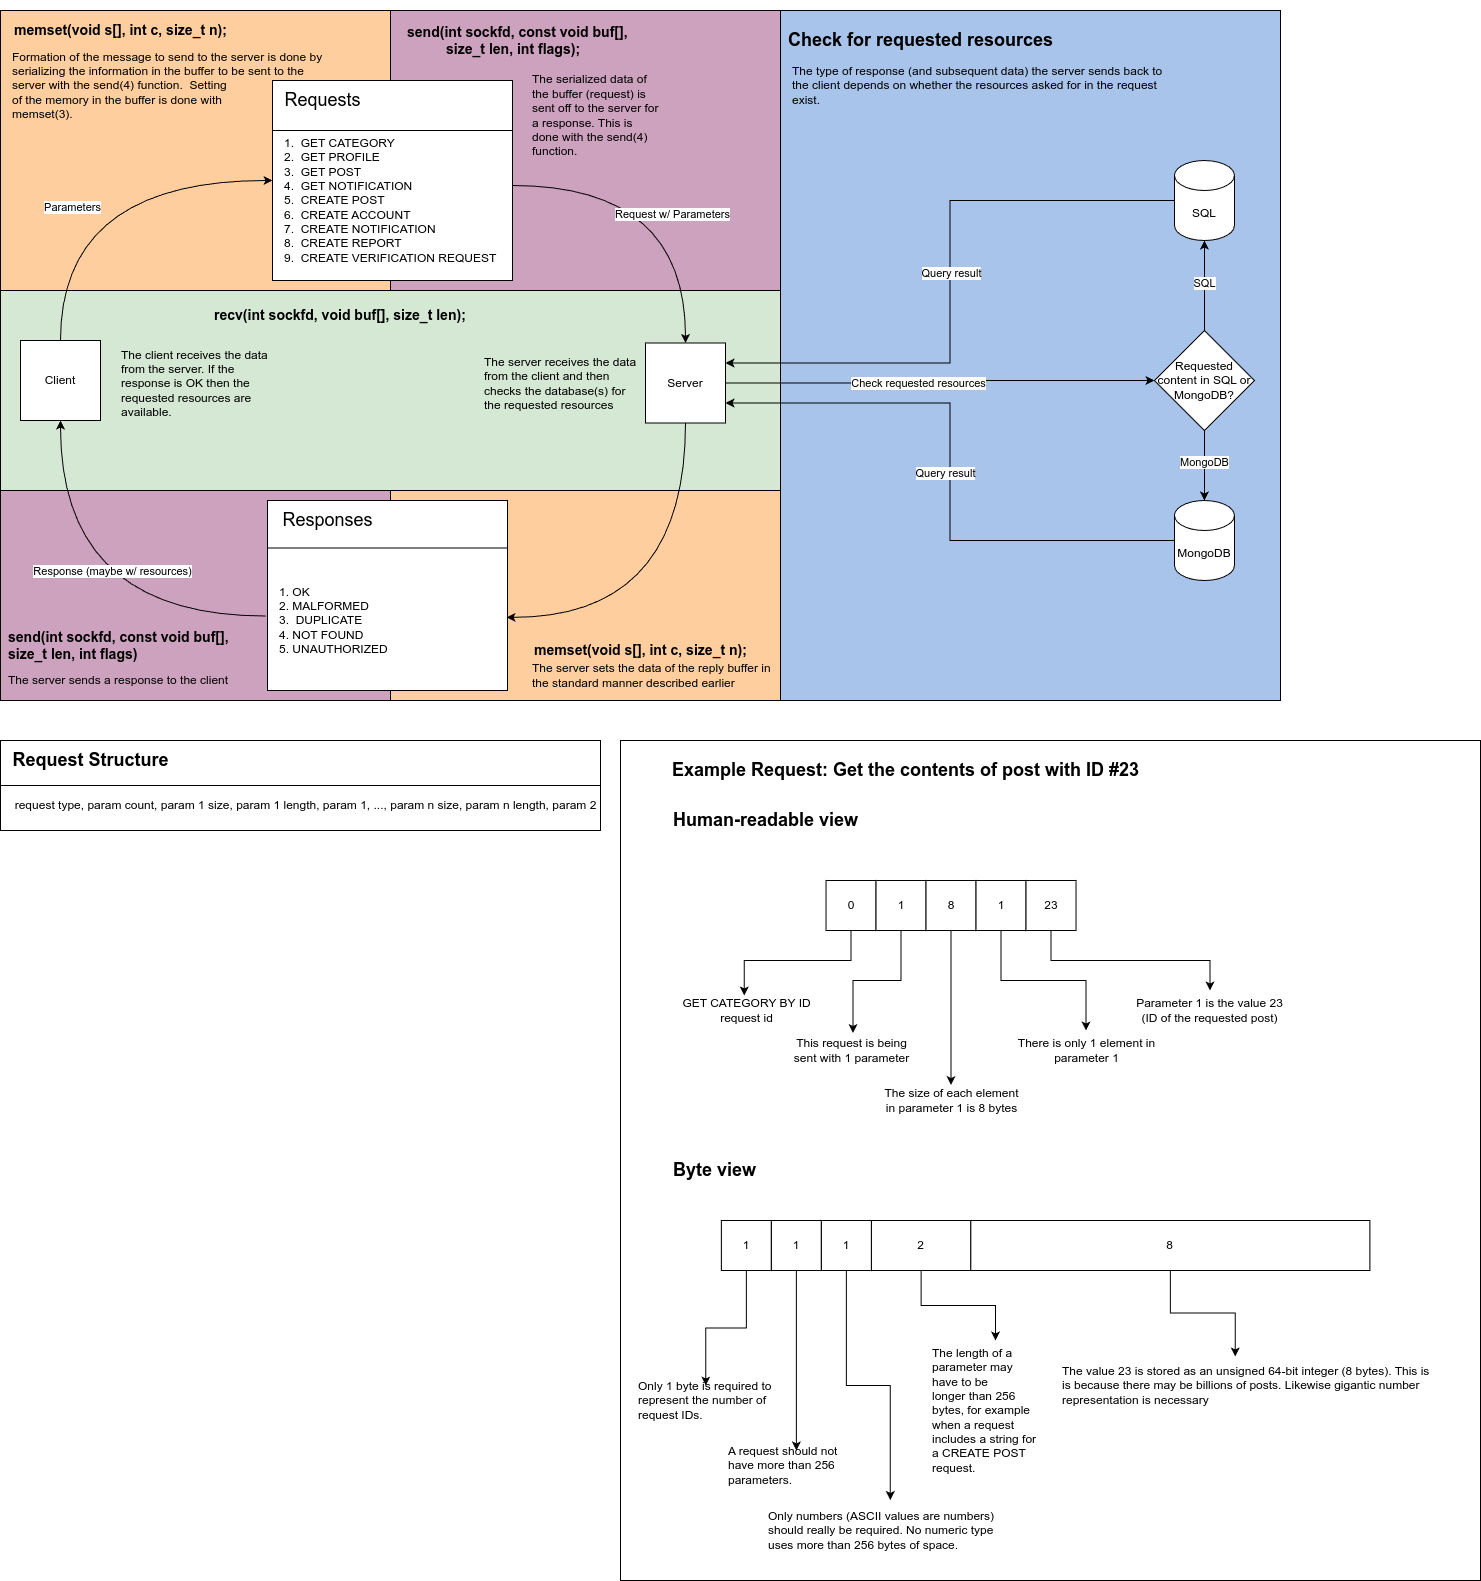 memset(void s[], int c, size_t n);
Formation of the message to send to the server is done by
serializing the information in the buffer to be sent to the
server with the send(4) function.  Setting
of the memory in the buffer is done with
memset(3).
send(int sockfd, const void buf[],
size_t len, int flags);
The serialized data of
the buffer (request) is
sent off to the server for
a response. This is
done with the send(4)
function.
Requests
1. GET CATEGORY
2. GET PROFILE
3. GET POST
4. GET NOTIFICATION
5. CREATE POST
6. CREATE ACCOUNT
7. CREATE NOTIFICATION
8. CREATE REPORT
9. CREATE VERIFICATION REQUEST
Parameters
Request w/ Parameters
Check for requested resources
The type of response (and subsequent data) the server sends back to
the client depends on whether the resources asked for in the request
exist.
SQL
Query result
SQL
Requested
content in SQL or
MongoDB?
Check requested resources
MongoDB
Query result
MongoDB
recv(int sockfd, void buf[], size_t len);
Client
The client receives the data
from the server. If the
response is OK then the
requested resources are
available.
The server receives the data
from the client and then
checks the database(s) for
the requested resources
Server
Responses
1. OK
2. MALFORMED
3.  DUPLICATE
4. NOT FOUND
5. UNAUTHORIZED
Response (maybe w/ resources)
send(int sockfd, const void buf[],
size_t len, int flags)
The server sends a response to the client
memset(void s[], int c, size_t n);
The server sets the data of the reply buffer in
the standard manner described earlier
Request Structure
request type, param count, param 1 size, param 1 length, param 1, ..., param n size, param n length, param 2
Example Request: Get the contents of post with ID #23
Human-readable view
0
1
8
1
23
GET CATEGORY BY ID
request id
This request is being
sent with 1 parameter
The size of each element
in parameter 1 is 8 bytes
There is only 1 element in
parameter 1
Parameter 1 is the value 23
(ID of the requested post)
Byte view
1
1
1
2
8
Only 1 byte is required to
represent the number of
request IDs.
A request should not
have more than 256
parameters.
Only numbers (ASCII values are numbers)
should really be required. No numeric type
uses more than 256 bytes of space.
The length of a
parameter may
have to be
longer than 256
bytes, for example
when a request
includes a string for
a CREATE POST
request.
The value 23 is stored as an unsigned 64-bit integer (8 bytes). This is
is because there may be billions of posts. Likewise gigantic number
representation is necessary